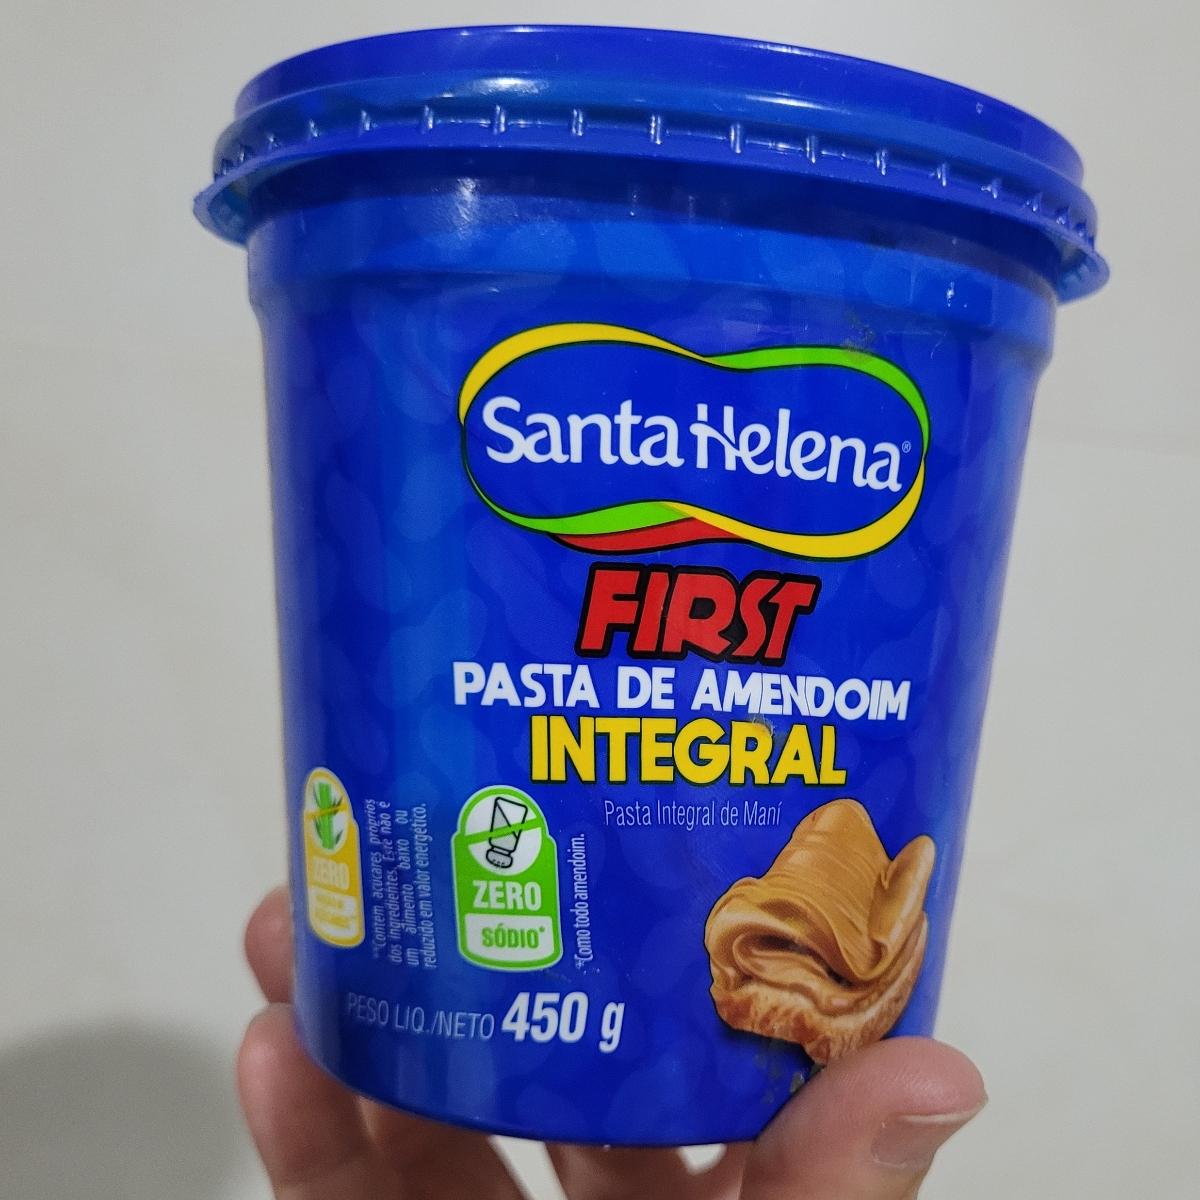 Santa Helena®
FIRST
PASTA DE AMENDOIM
INTEGRAL
Pasta Integral de Maní
ZERO
**Contém açúcares próprios
dos ingredientes. Este não é
um alimento baixo ou
reduzido em valor energético.
ZERO
SÓDIO*
*Como todo amendoim.
PESO LIQ./NETO 450 g